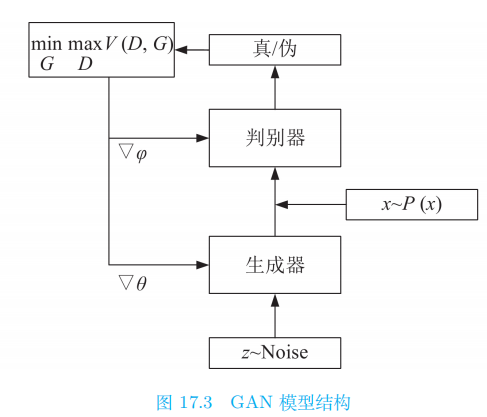 min max V (D, G)
G D
真/伪
判别器
▽φ
x~P (x)
生成器
▽θ
z~Noise
图 17.3 GAN 模型结构